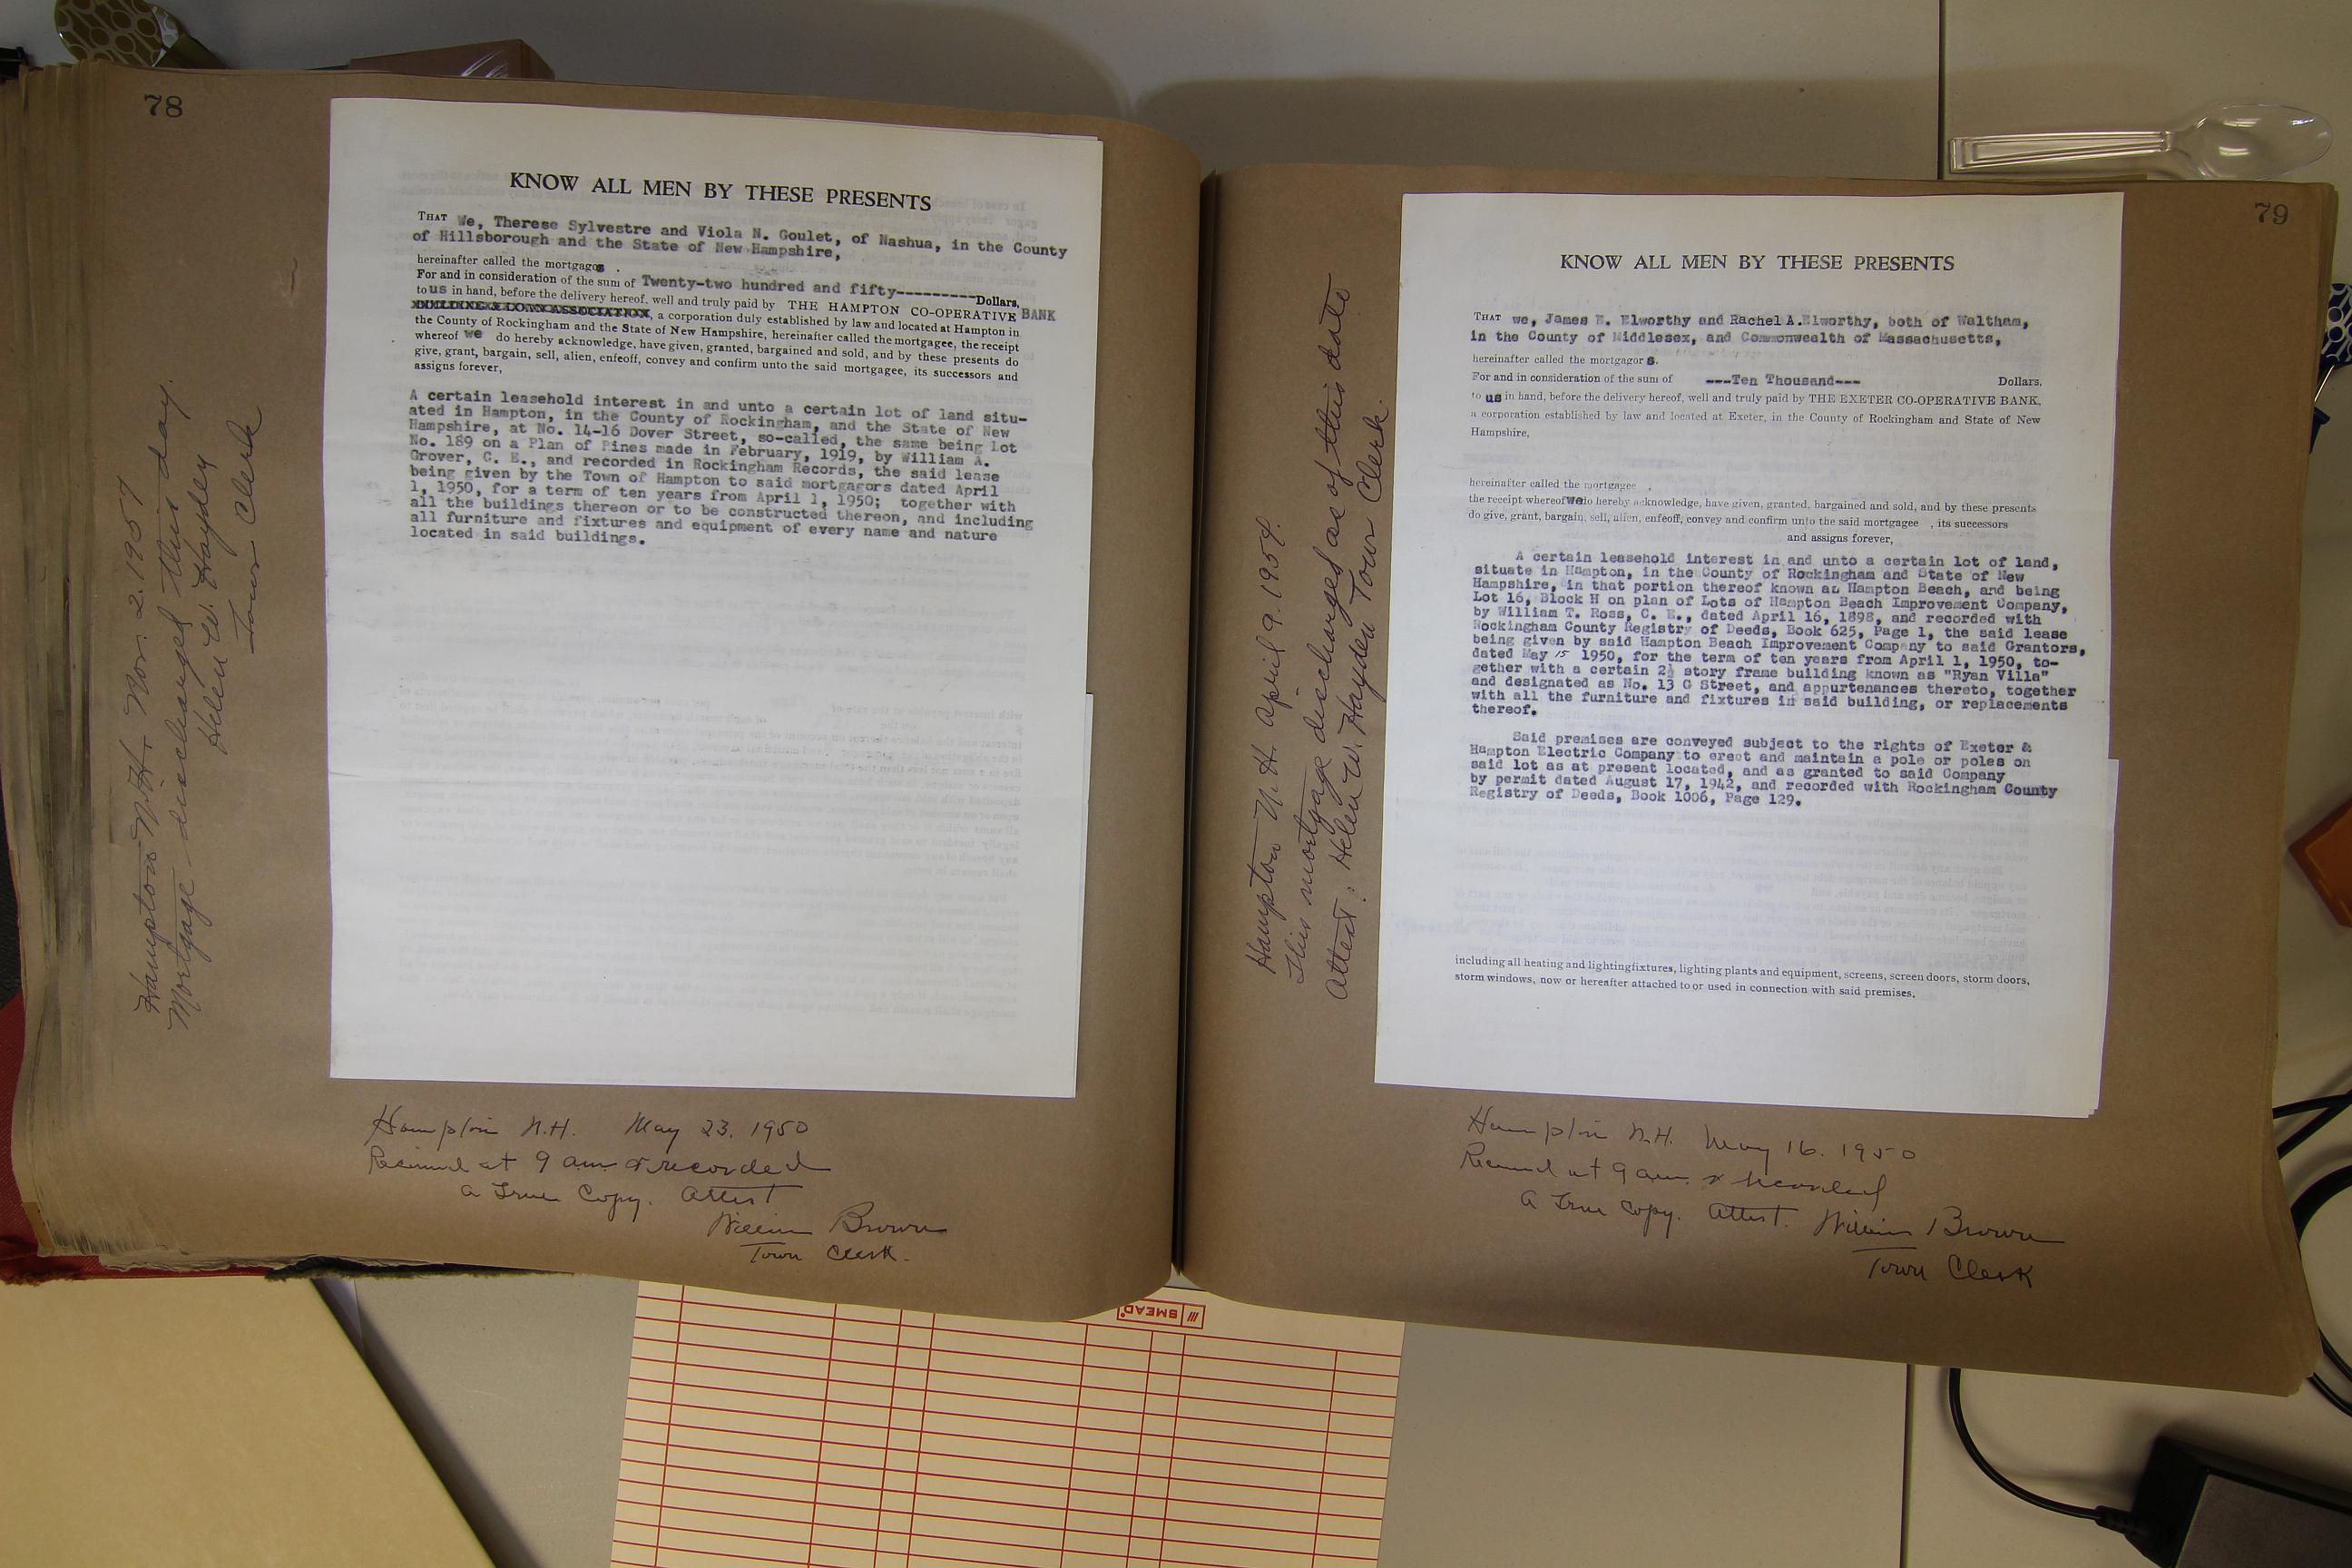 78
KNOW ALL MEN BY THESE PRESENTS
THAT We, Therese Sylvestre and Viola N. Goulet, of Nashua, in the County
of Hillsborough and the State of New Hampshire,
hereinafter called the mortgagos .
For and in consideration of the sum of Twenty-two hundred and fifty---------Dollars,
to us in hand, before the delivery hereof, well and truly paid by THE HAMPTON CO-OPERATIVE BANK
BUILDING & LOAN ASSOCIATION, a corporation duly established by law and located at Hampton in
the County of Rockingham and the State of New Hampshire, hereinafter called the mortgagee, the receipt
whereof we do hereby acknowledge, have given, granted, bargained and sold, and by these presents do
give, grant, bargain, sell, alien, enfeoff, convey and confirm unto the said mortgagee, its successors and
assigns forever,
A certain leasehold interest in and unto a certain lot of land situ-
ated in Hampton, in the County of Rockingham, and the State of New
Hampshire, at No. 14-16 Dover Street, so-called, the same being Lot
No. 189 on a Plan of Pines made in February, 1919, by William A.
Grover, C. E., and recorded in Rockingham Records, the said lease
being given by the Town of Hampton to said mortgagors dated April
1, 1950, for a term of ten years from April 1, 1950; together with
all the buildings thereon or to be constructed thereon, and including
all furniture and fixtures and equipment of every name and nature
located in said buildings.
Hampton N.H. Nov. 2. 1957
Mortgage discharged this day.
Helen W. Hayden
Town Clerk
Hampton N.H. May 23. 1950
Received at 9 am & recorded
a True Copy. Attest
William Brown
Town Clerk.
79
KNOW ALL MEN BY THESE PRESENTS
THAT we, James E. Elworthy and Rachel A. Elworthy, both of Waltham,
in the County of Middlesex, and Commonwealth of Massachusetts,
hereinafter called the mortgagor s.
For and in consideration of the sum of ---Ten Thousand--- Dollars,
to us in hand, before the delivery hereof, well and truly paid by THE EXETER CO-OPERATIVE BANK,
a corporation established by law and located at Exeter, in the County of Rockingham and State of New
Hampshire,
hereinafter called the mortgagee ,
the receipt whereof we do hereby acknowledge, have given, granted, bargained and sold, and by these presents
do give, grant, bargain, sell, alien, enfeoff, convey and confirm unto the said mortgagee , its successors
and assigns forever,
A certain leasehold interest in and unto a certain lot of land,
situate in Hampton, in the County of Rockingham and State of New
Hampshire, in that portion thereof known as Hampton Beach, and being
Lot 16, Block H on plan of Lots of Hampton Beach Improvement Company,
by William T. Ross, C. E., dated April 16, 1898, and recorded with
Rockingham County Registry of Deeds, Book 625, Page 1, the said lease
being given by said Hampton Beach Improvement Company to said Grantors,
dated May 15 1950, for the term of ten years from April 1, 1950, to-
gether with a certain 2½ story frame building known as "Ryan Villa"
and designated as No. 13 G Street, and appurtenances thereto, together
with all the furniture and fixtures in said building, or replacements
thereof.
Said premises are conveyed subject to the rights of Exeter &
Hampton Electric Company to erect and maintain a pole or poles on
said lot as at present located, and as granted to said Company
by permit dated August 17, 1942, and recorded with Rockingham County
Registry of Deeds, Book 1006, Page 129.
including all heating and lighting fixtures, lighting plants and equipment, screens, screen doors, storm doors,
storm windows, now or hereafter attached to or used in connection with said premises.
Hampton N.H. April 9. 1954.
This mortgage discharged as of this date
Attest: Helen W. Hayden Town Clerk.
Hampton N.H. May 16. 1950
Received at 9 am. & recorded
a True copy. Attest. William Brown
Town Clerk
SMEAD